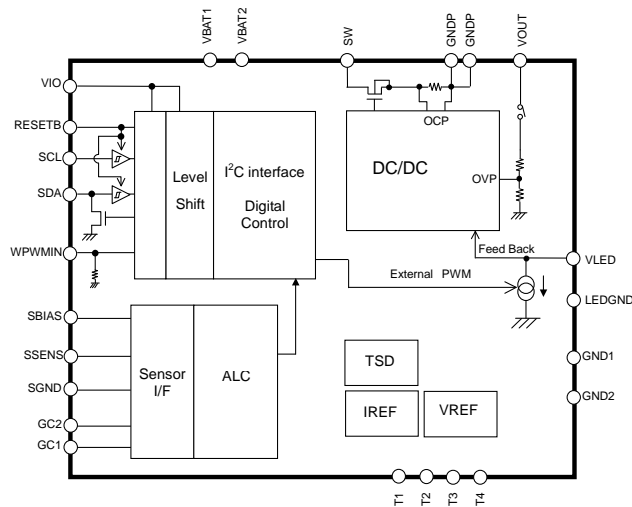 VBAT1
VBAT2
SW
GNDP
GNDP
VOUT
VIO
RESETB
SCL
SDA
WPWMIN
SBIAS
SSENS
SGND
GC2
GC1
Level
Shift
I²C interface
Digital
Control
OCP
DC/DC
OVP
Feed Back
External PWM
VLED
LEDGND
GND1
GND2
Sensor
I/F
ALC
TSD
IREF
VREF
T1
T2
T3
T4